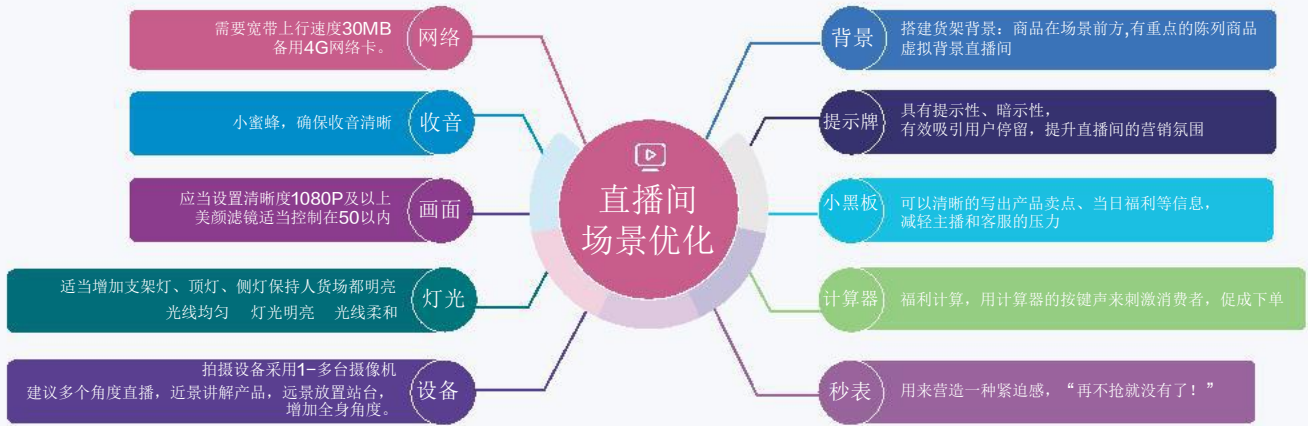 直播间
场景优化
网络
需要宽带上行速度30MB
备用4G网络卡。
收音
小蜜蜂，确保收音清晰
画面
应当设置清晰度1080P及以上
美颜滤镜适当控制在50以内
灯光
适当增加支架灯、顶灯、侧灯保持人货场都明亮
光线均匀 灯光明亮 光线柔和
设备
拍摄设备采用1-多台摄像机
建议多个角度直播，近景讲解产品，远景放置站台，
增加全身角度。
背景
搭建货架背景：商品在场景前方,有重点的陈列商品
虚拟背景直播间
提示牌
具有提示性、暗示性，
有效吸引用户停留，提升直播间的营销氛围
小黑板
可以清晰的写出产品卖点、当日福利等信息，
减轻主播和客服的压力
计算器
福利计算，用计算器的按键声来刺激消费者，促成下单
秒表
用来营造一种紧迫感，“再不抢就没有了！”